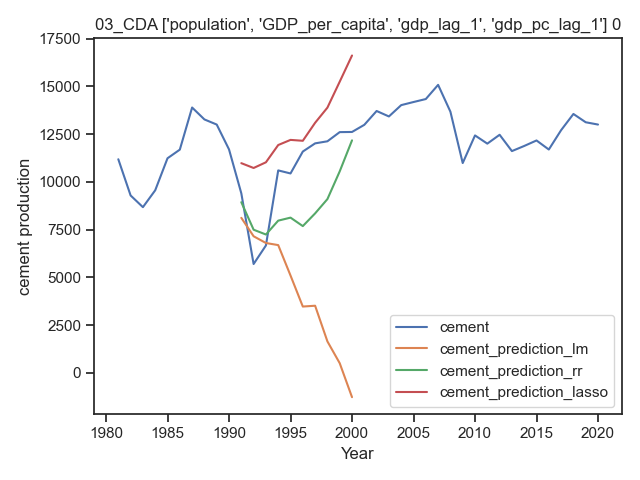 03_CDA ['population', 'GDP_per_capita', 'gdp_lag_1', 'gdp_pc_lag_1'] 0
17500
15000
12500
10000
7500
5000
2500
0
cement production
cement
cement_prediction_lm
cement_prediction_rr
cement_prediction_lasso
1980
1985
1990
1995
2000
2005
2010
2015
2020
Year